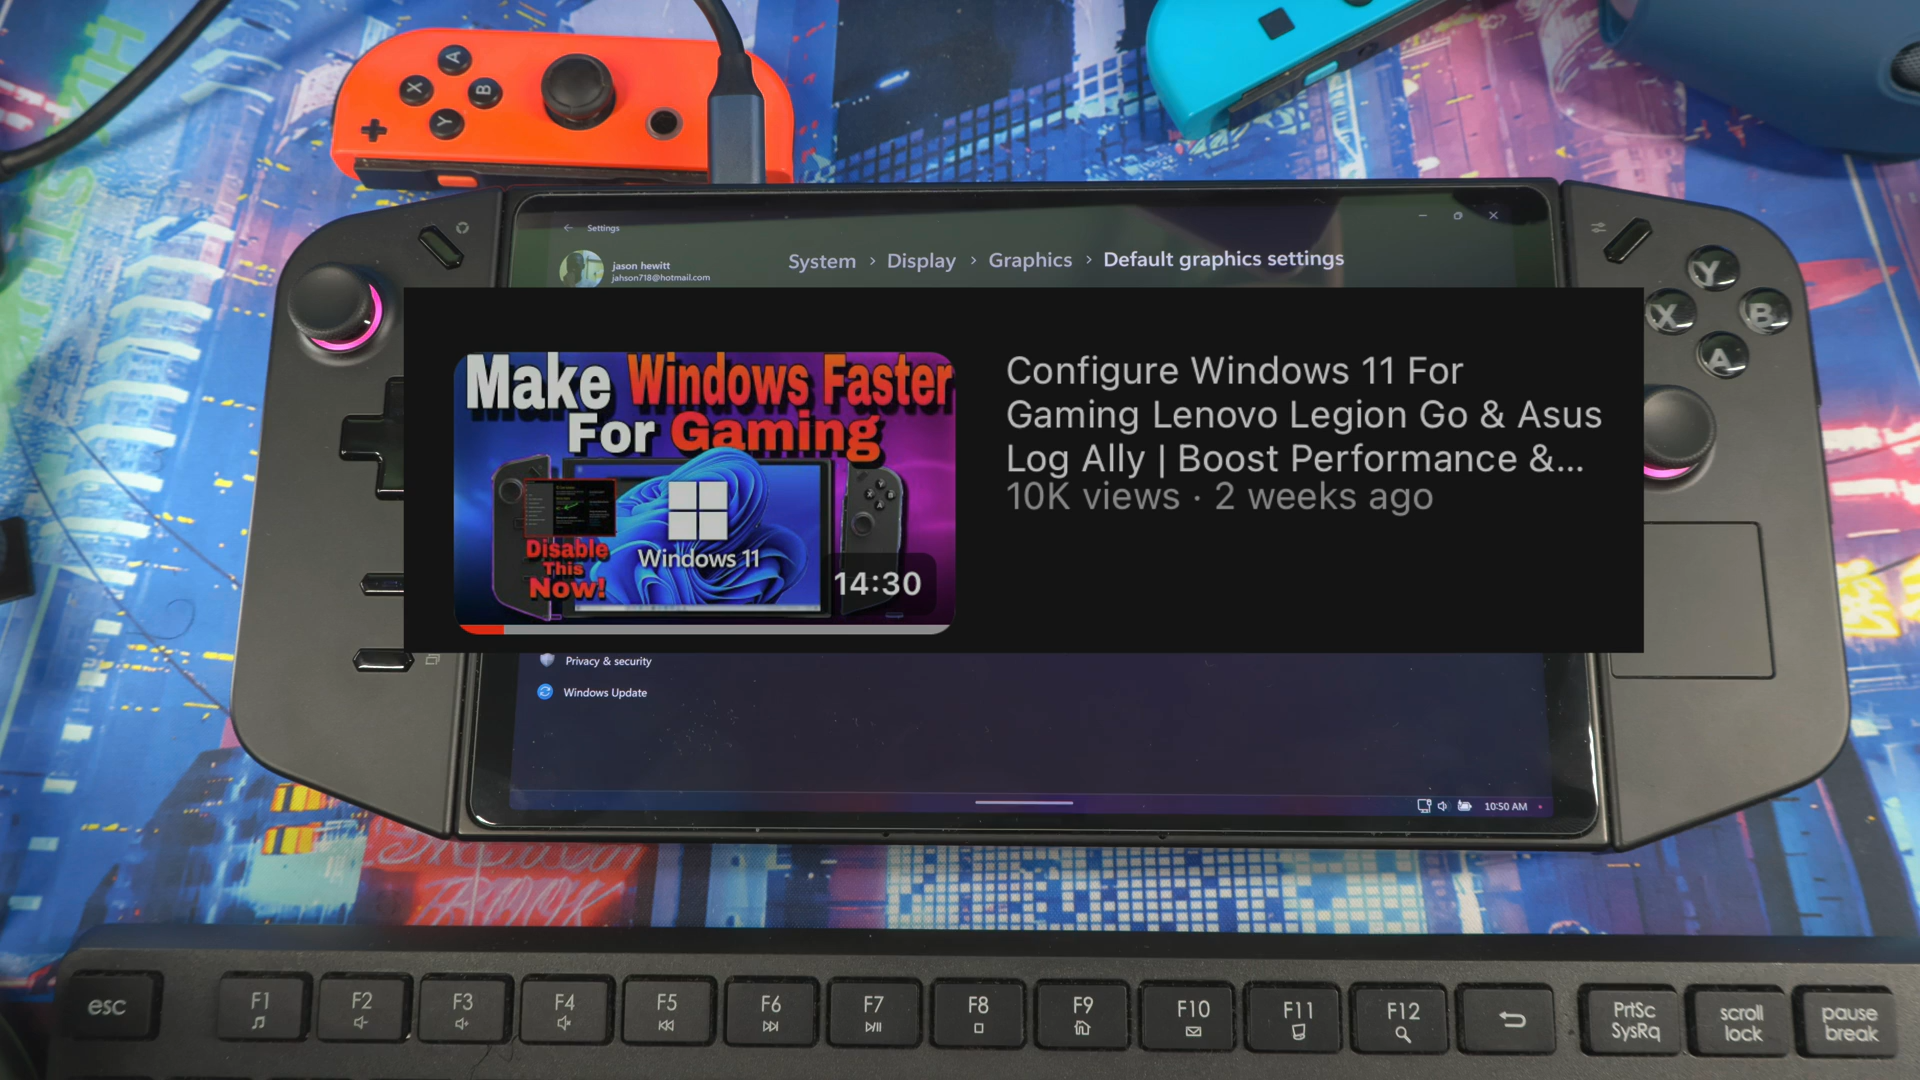 A
X
B
Y
Settings
jason hewitt
jahson718@hotmail.com
System > Display > Graphics > Default graphics settings
Y
X
B
A
Make Windows Faster
For Gaming
Disable
This
Now!
Windows 11
14:30
Configure Windows 11 For
Gaming Lenovo Legion Go & Asus
Log Ally | Boost Performance &...
10K views · 2 weeks ago
Privacy & security
Windows Update
10:50 AM
esc
F1
F2
F3
F4
F5
F6
F7
F8
F9
F10
F11
F12
PrtSc
SysRq
scroll
lock
pause
break